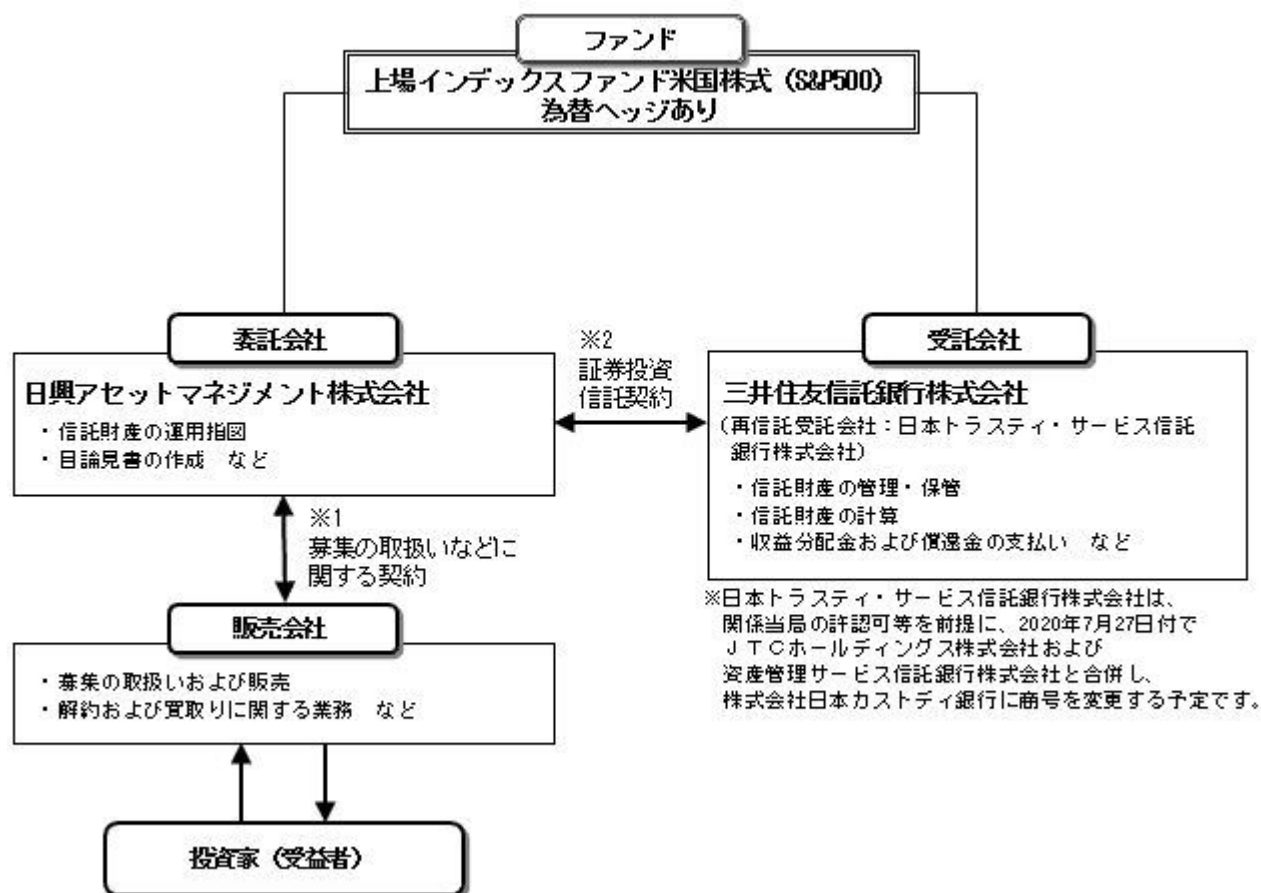 ファンド
上場インデックスファンド米国株式（S&P500）
為替ヘッジあり
委託会社
日興アセットマネジメント株式会社
・信託財産の運用指図
・目論見書の作成　など
※2
証券投資
信託契約
受託会社
三井住友信託銀行株式会社
（再信託受託会社：日本トラスティ・サービス信託
銀行株式会社）
・信託財産の管理・保管
・信託財産の計算
・収益分配金および償還金の支払い　など
※1
募集の取扱いなどに
関する契約
※日本トラスティ・サービス信託銀行株式会社は、
関係当局の許認可等を前提に、2020年7月27日付で
ＪＴＣホールディングス株式会社および
資産管理サービス信託銀行株式会社と合併し、
株式会社日本カストディ銀行に商号を変更する予定です。
販売会社
・募集の取扱いおよび販売
・解約および買取りに関する業務　など
投資家（受益者）